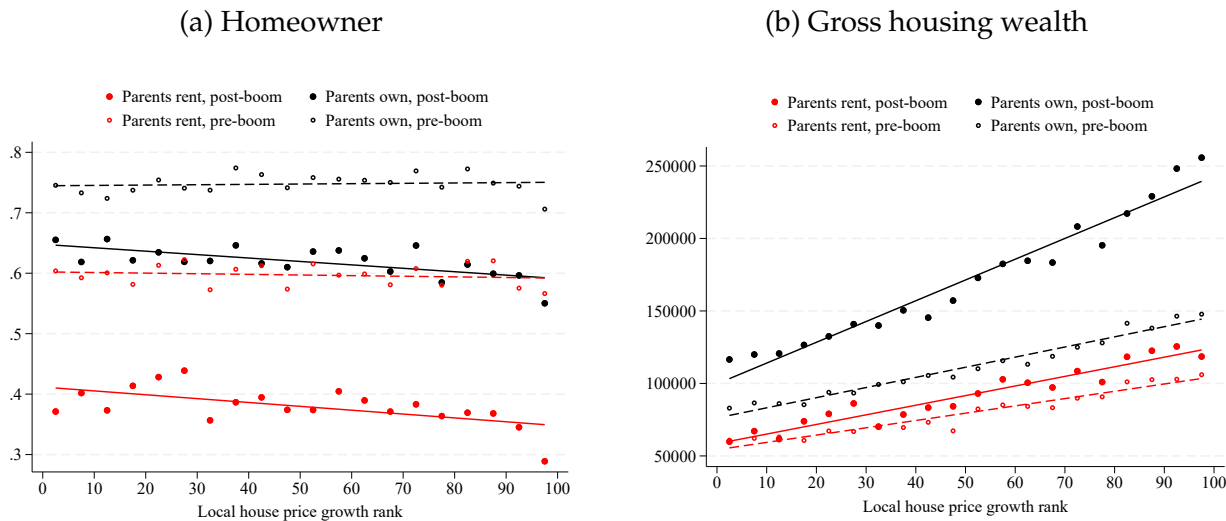 (a) Homeowner
Parents rent, post-boom Parents own, post-boom
Parents rent, pre-boom Parents own, pre-boom
.8
.7
.6
.5
.4
.3
0 10 20 30 40 50 60 70 80 90 100
Local house price growth rank
(b) Gross housing wealth
Parents rent, post-boom Parents own, post-boom
Parents rent, pre-boom Parents own, pre-boom
250000
200000
150000
100000
50000
0 10 20 30 40 50 60 70 80 90 100
Local house price growth rank